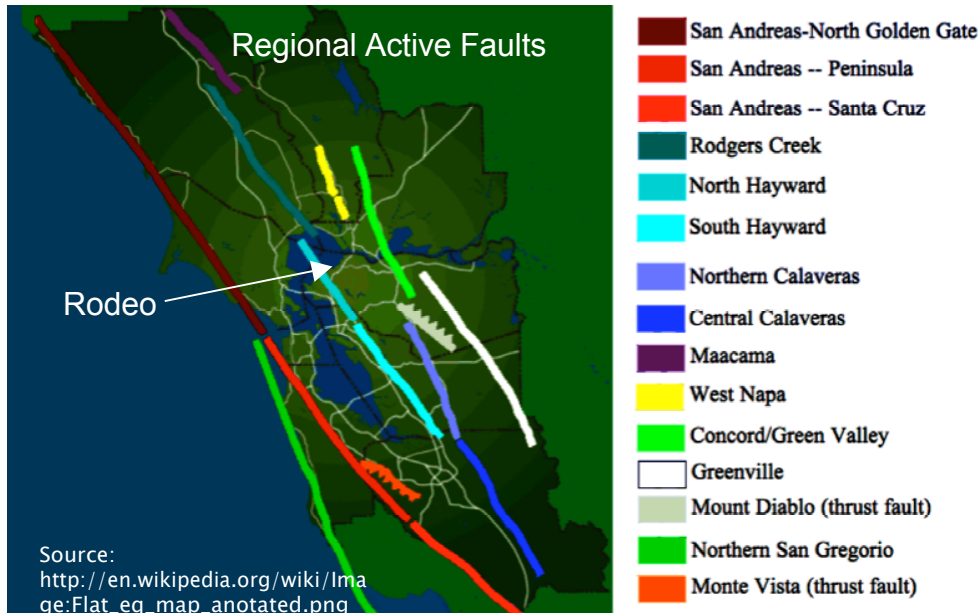 Regional Active Faults
Rodeo
Source:
http://en.wikipedia.org/wiki/Ima
ge:Flat_eq_map_anotated.png
San Andreas-North Golden Gate
San Andreas -- Peninsula
San Andreas -- Santa Cruz
Rodgers Creek
North Hayward
South Hayward
Northern Calaveras
Central Calaveras
Maacama
West Napa
Concord/Green Valley
Greenville
Mount Diablo (thrust fault)
Northern San Gregorio
Monte Vista (thrust fault)